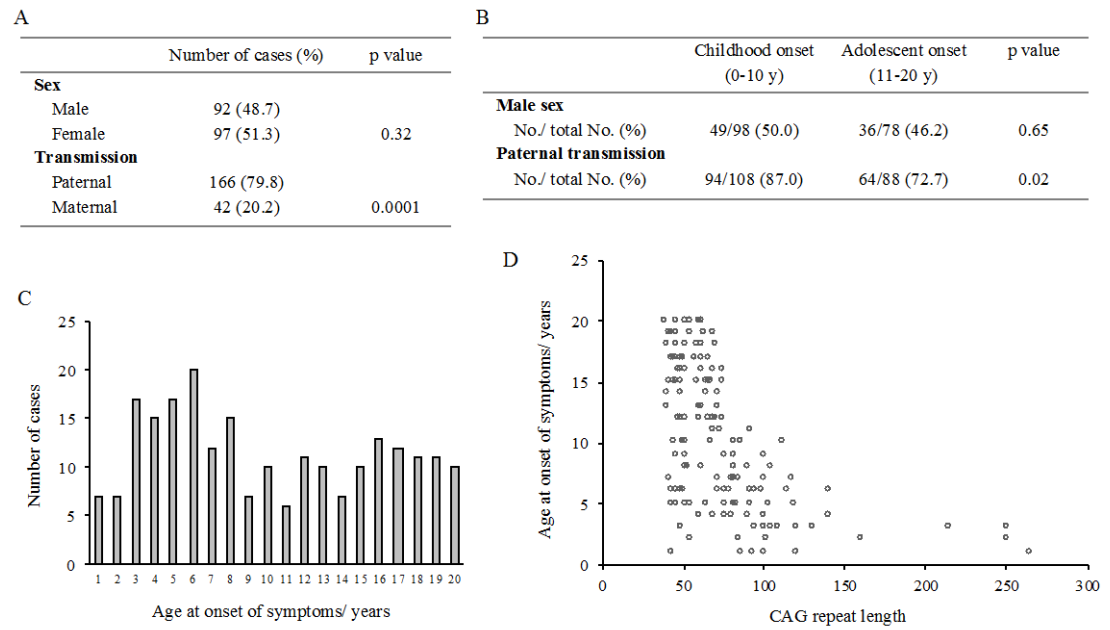 A
Number of cases (%) p value
Sex
Male 92 (48.7)
Female 97 (51.3) 0.32
Transmission
Paternal 166 (79.8)
Maternal 42 (20.2) 0.0001
B
Childhood onset Adolescent onset p value
(0-10 y) (11-20 y)
Male sex
No./ total No. (%) 49/98 (50.0) 36/78 (46.2) 0.65
Paternal transmission
No./ total No. (%) 94/108 (87.0) 64/88 (72.7) 0.02
C
Number of cases
25
20
15
10
5
0
1 2 3 4 5 6 7 8 9 10 11 12 13 14 15 16 17 18 19 20
Age at onset of symptoms/ years
D
Age at onset of symptoms/ years
25
20
15
10
5
0
0 50 100 150 200 250 300
CAG repeat length